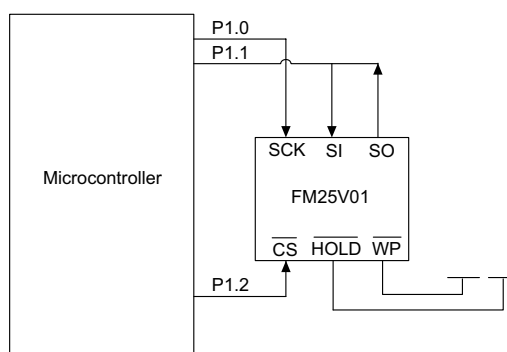 P1.0
P1.1
SCK SI SO
Microcontroller
FM25V01
CS HOLD WP
P1.2